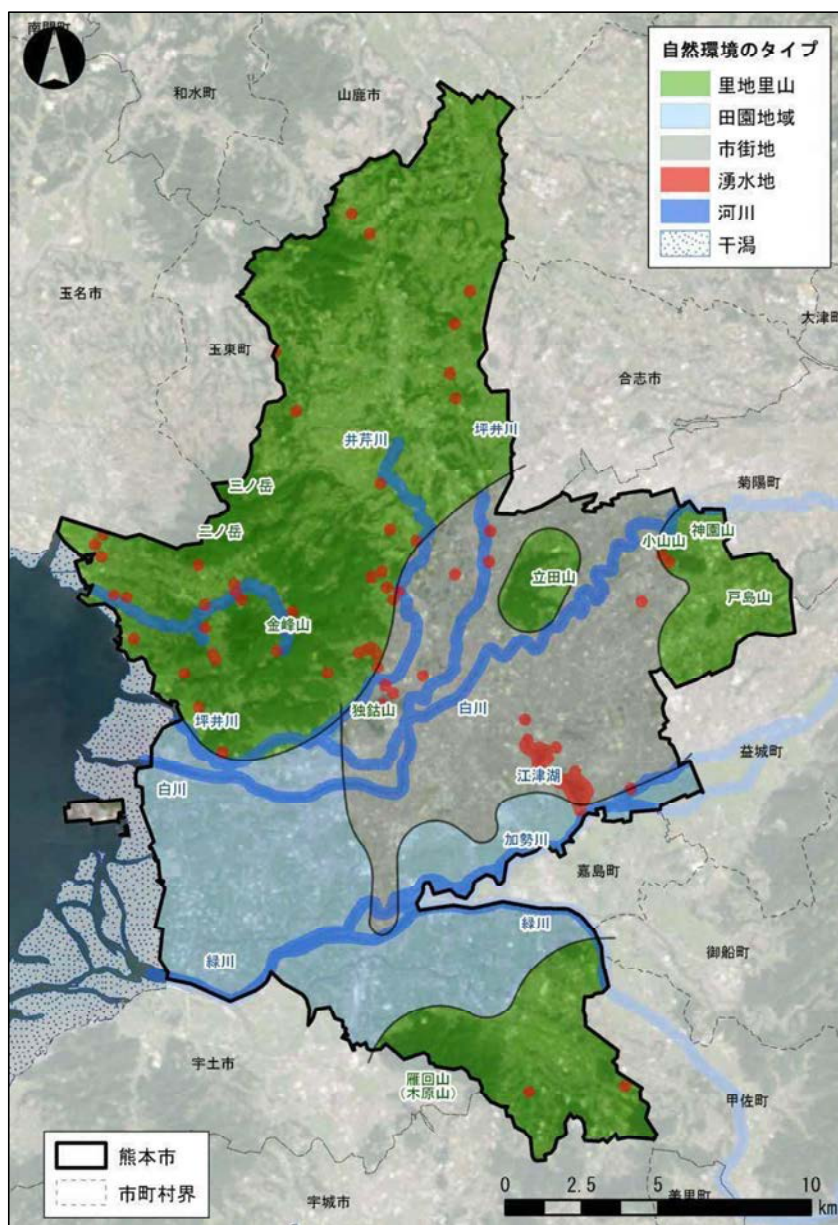 南関町
和水町
山鹿市
自然環境のタイプ
里地里山
田園地域
市街地
湧水地
河川
干潟
玉名市
玉東町
大津町
合志市
井芹川
坪井川
三ノ岳
菊陽町
二ノ岳
神園山
小山山
立田山
戸島山
金峰山
坪井川
独鈷山
白川
益城町
江津湖
白川
加勢川
嘉島町
緑川
緑川
御船町
宇土市
雁回山
(木原山)
甲佐町
熊本市
市町村界
宇城市
美里町
0 2.5 5 10
km